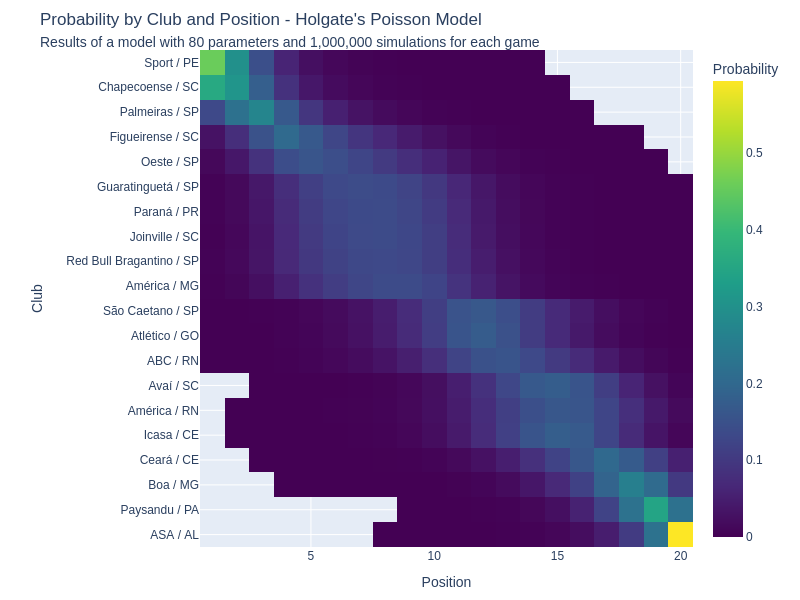 Probability by Club and Position - Holgate's Poisson Model
Results of a model with 80 parameters and 1,000,000 simulations for each game
Probability
Sport / PE
Chapecoense / SC
Palmeiras / SP
Figueirense / SC
Oeste / SP
Guaratinguetá / SP
Paraná / PR
Joinville / SC
Red Bull Bragantino / SP
América / MG
São Caetano / SP
Atlético / GO
ABC / RN
Avaí / SC
América / RN
Icasa / CE
Ceará / CE
Boa / MG
Paysandu / PA
ASA / AL
Club
5
10
15
20
Position
0.5
0.4
0.3
0.2
0.1
0